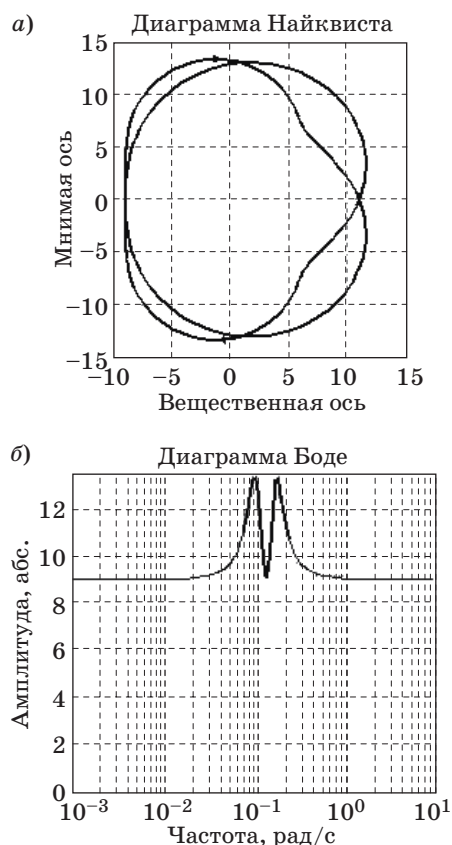 а)
Диаграмма Найквиста
15
10
5
0
−5
−10
−15
Мнимая ось
−10 −5 0 5 10 15
Вещественная ось
б)
Диаграмма Боде
12
10
8
6
4
2
0
Амплитуда, абс.
10⁻³ 10⁻² 10⁻¹ 10⁰ 10¹
Частота, рад/с